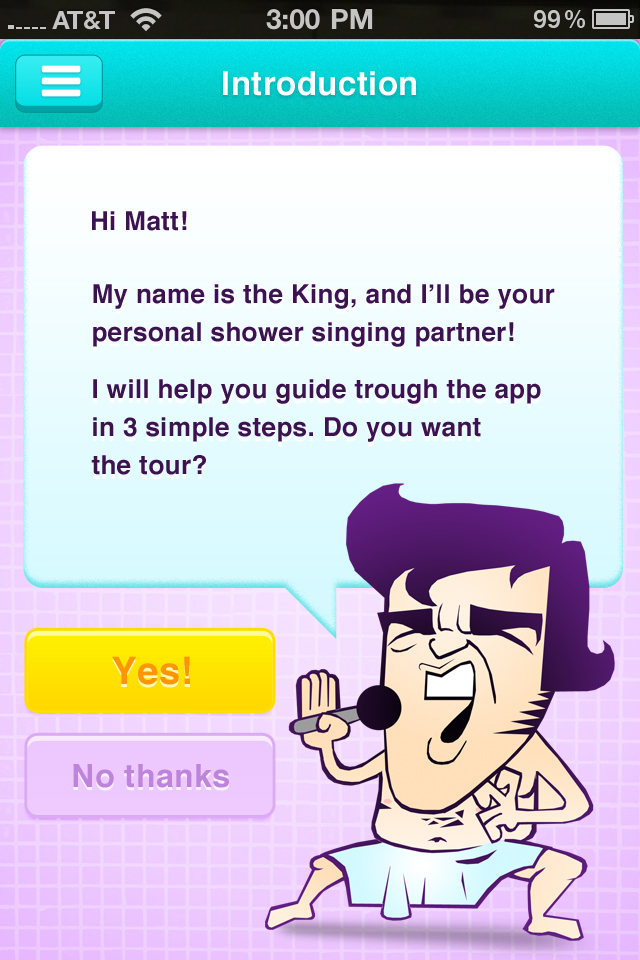 AT&T 3:00 PM 99%
Introduction
Hi Matt!
My name is the King, and I’ll be your
personal shower singing partner!
I will help you guide trough the app
in 3 simple steps. Do you want
the tour?
Yes!
No thanks